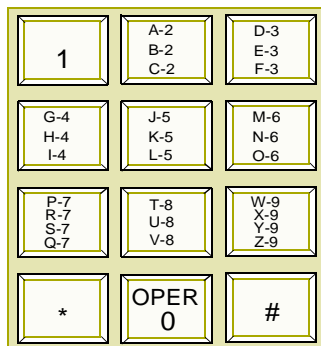 1
A-2
B-2
C-2
D-3
E-3
F-3
G-4
H-4
I-4
J-5
K-5
L-5
M-6
N-6
O-6
P-7
R-7
S-7
Q-7
T-8
U-8
V-8
W-9
X-9
Y-9
Z-9
*
OPER
0
#